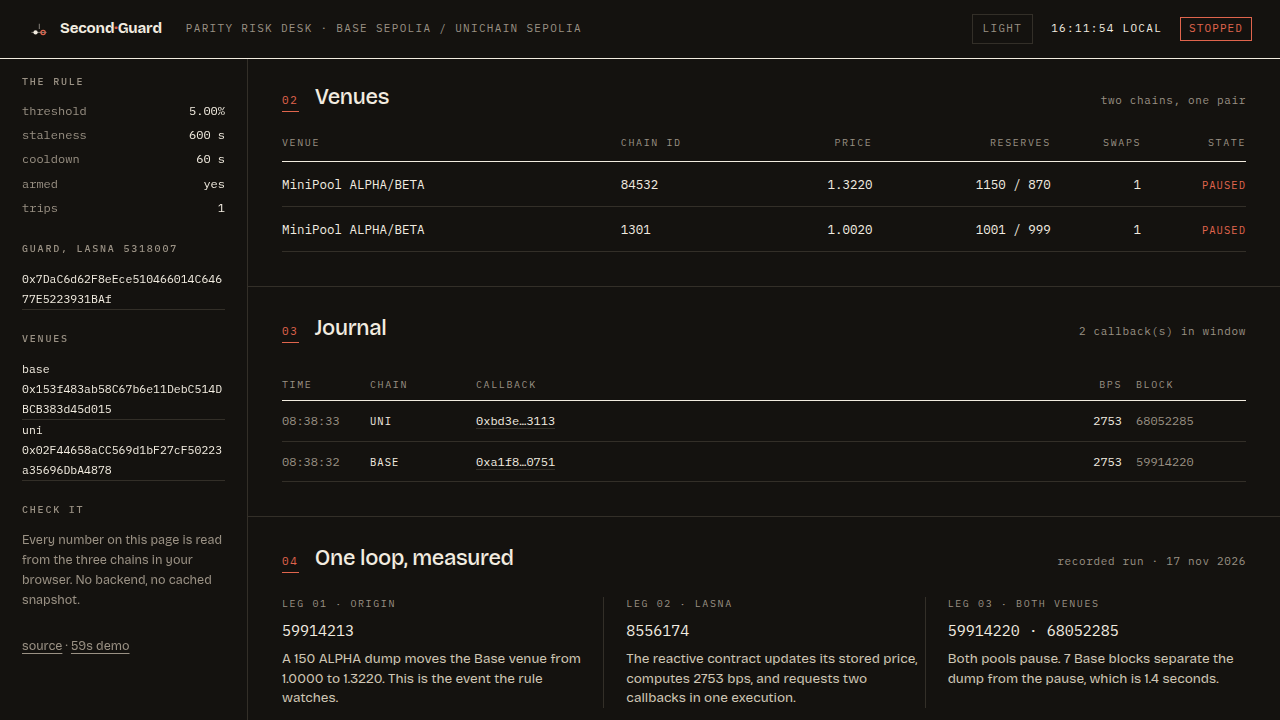 Second·Guard
PARITY RISK DESK · BASE SEPOLIA / UNICHAIN SEPOLIA
LIGHT
16:11:54 LOCAL
STOPPED
THE RULE
threshold 5.00%
staleness 600 s
cooldown 60 s
armed yes
trips 1
GUARD, LASNA 5318007
0x7DaC6d62F8eEce510466014C646
77E5223931BAf
VENUES
base
0x153f483ab58C67b6e11DebC514D
BCB383d45d015
uni
0x02F44658aCC569d1bF27cF50223
a35696DbA4878
CHECK IT
Every number on this page is read
from the three chains in your
browser. No backend, no cached
snapshot.
source · 59s demo
02 Venues two chains, one pair
VENUE CHAIN ID PRICE RESERVES SWAPS STATE
MiniPool ALPHA/BETA 84532 1.3220 1150 / 870 1 PAUSED
MiniPool ALPHA/BETA 1301 1.0020 1001 / 999 1 PAUSED
03 Journal 2 callback(s) in window
TIME CHAIN CALLBACK BPS BLOCK
08:38:33 UNI 0xbd3e…3113 2753 68052285
08:38:32 BASE 0xa1f8…0751 2753 59914220
04 One loop, measured recorded run · 17 nov 2026
LEG 01 · ORIGIN
59914213
A 150 ALPHA dump moves the Base venue from
1.0000 to 1.3220. This is the event the rule
watches.
LEG 02 · LASNA
8556174
The reactive contract updates its stored price,
computes 2753 bps, and requests two
callbacks in one execution.
LEG 03 · BOTH VENUES
59914220 · 68052285
Both pools pause. 7 Base blocks separate the
dump from the pause, which is 1.4 seconds.